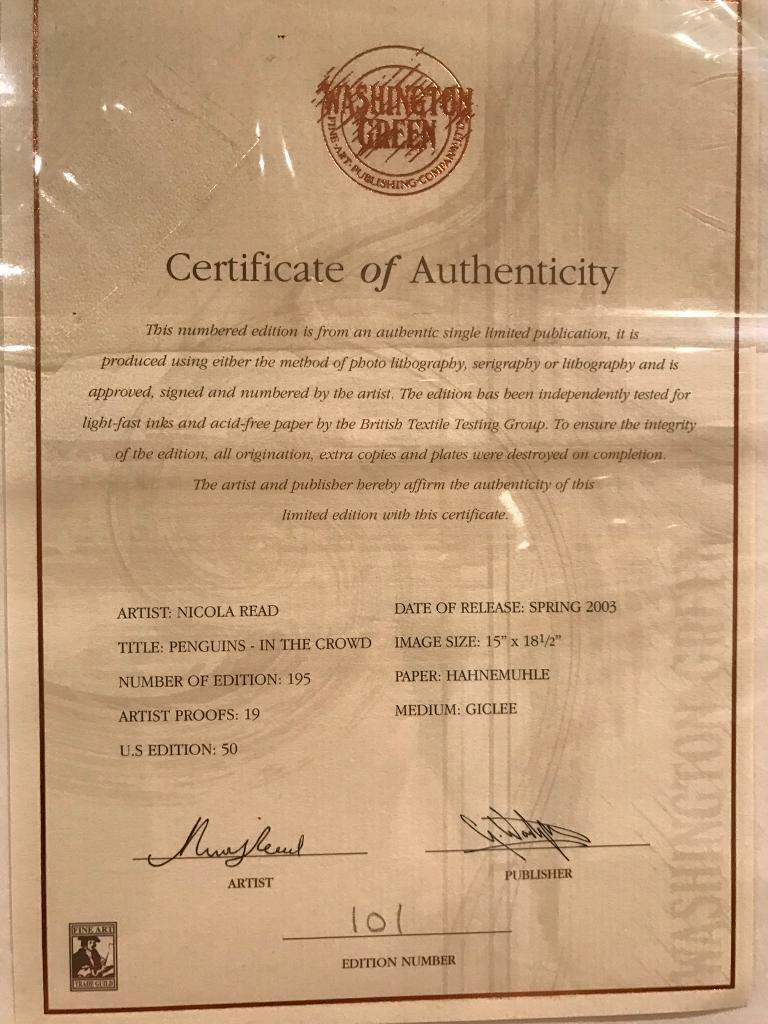 WASHINGTON
GREEN
FINE·ART·PUBLISHING·COMPANY·LTD
Certificate of Authenticity
This numbered edition is from an authentic single limited publication, it is
produced using either the method of photo lithography, serigraphy or lithography and is
approved, signed and numbered by the artist. The edition has been independently tested for
light-fast inks and acid-free paper by the British Textile Testing Group. To ensure the integrity
of the edition, all origination, extra copies and plates were destroyed on completion.
The artist and publisher hereby affirm the authenticity of this
limited edition with this certificate.
ARTIST: NICOLA READ
TITLE: PENGUINS - IN THE CROWD
NUMBER OF EDITION: 195
ARTIST PROOFS: 19
U.S EDITION: 50
DATE OF RELEASE: SPRING 2003
IMAGE SIZE: 15" x 18½"
PAPER: HAHNEMUHLE
MEDIUM: GICLEE
ARTIST
PUBLISHER
101
EDITION NUMBER
FINE ART
TRADE GUILD
WASHINGTON